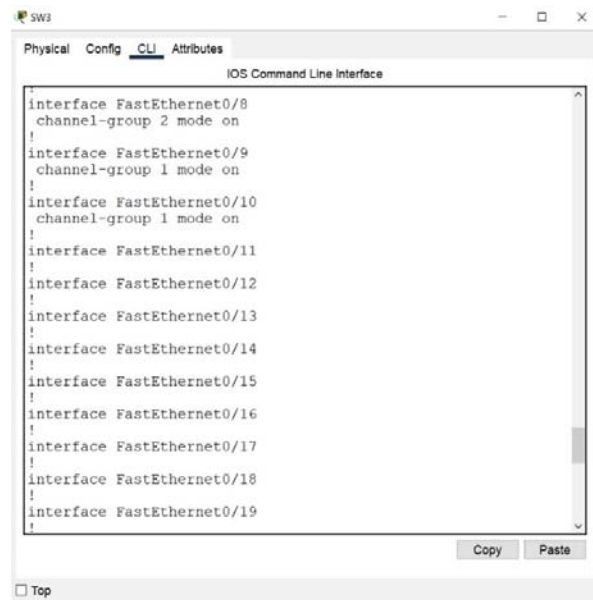 SW3
Physical Config CLI Attributes
IOS Command Line Interface
!
interface FastEthernet0/8
 channel-group 2 mode on
!
interface FastEthernet0/9
 channel-group 1 mode on
!
interface FastEthernet0/10
 channel-group 1 mode on
!
interface FastEthernet0/11
!
interface FastEthernet0/12
!
interface FastEthernet0/13
!
interface FastEthernet0/14
!
interface FastEthernet0/15
!
interface FastEthernet0/16
!
interface FastEthernet0/17
!
interface FastEthernet0/18
!
interface FastEthernet0/19
!
Copy Paste
Top